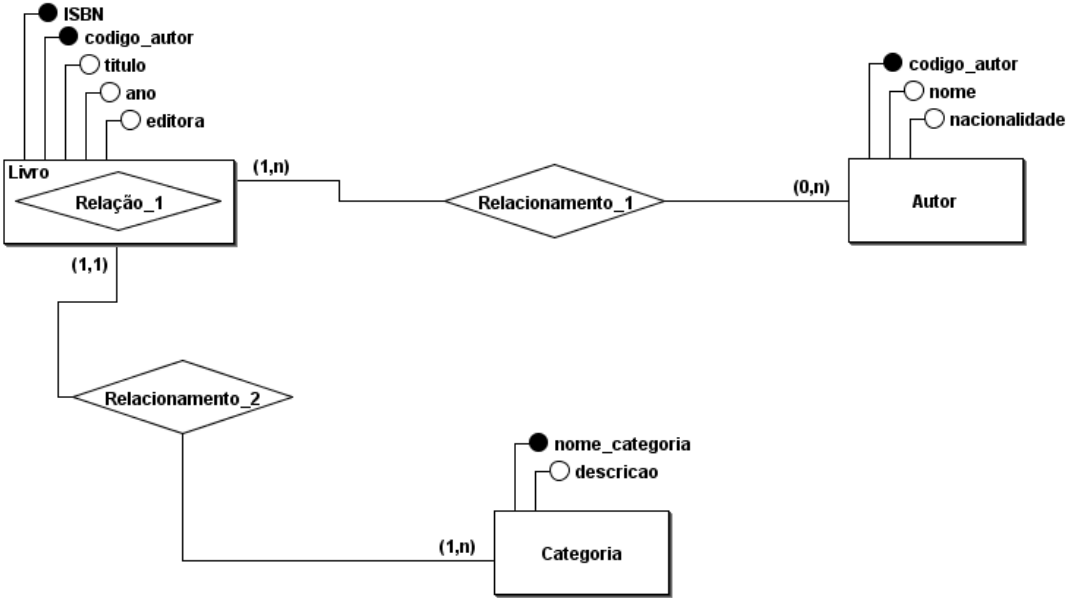 ISBN
codigo_autor
titulo
ano
editora
Livro
Relação_1
(1,n)
Relacionamento_1
(0,n)
codigo_autor
nome
nacionalidade
Autor
(1,1)
Relacionamento_2
(1,n)
nome_categoria
descricao
Categoria